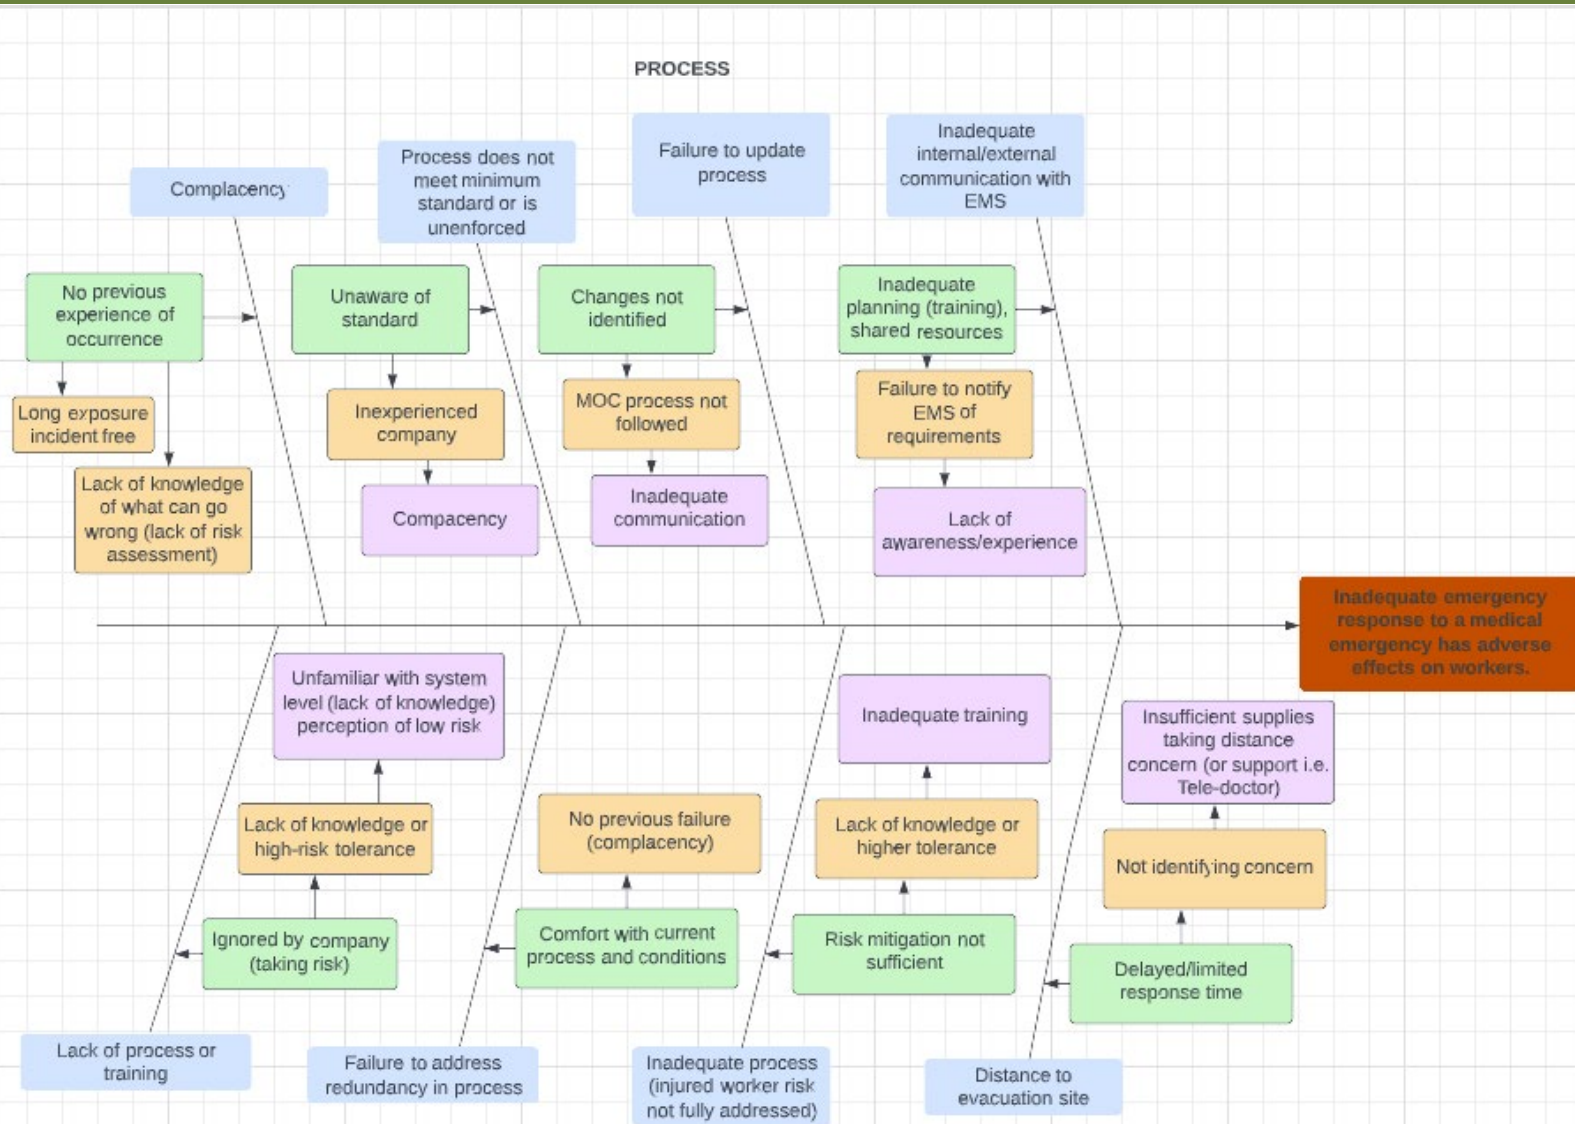 PROCESS
Complacency
Process does not
meet minimum
standard or is
unenforced
Failure to update
process
Inadequate
internal/external
communication with
EMS
No previous
experience of
occurrence
Unaware of
standard
Changes not
identified
Inadequate
planning (training),
shared resources
Long exposure
incident free
Inexperienced
company
MOC process not
followed
Failure to notify
EMS of
requirements
Lack of knowledge
of what can go
wrong (lack of risk
assessment)
Compacency
Inadequate
communication
Lack of
awareness/experience
Inadequate emergency
response to a medical
emergency has adverse
effects on workers.
Unfamiliar with system
level (lack of knowledge)
perception of low risk
Inadequate training
Insufficient supplies
taking distance
concern (or support i.e.
Tele-doctor)
Lack of knowledge or
high-risk tolerance
No previous failure
(complacency)
Lack of knowledge or
higher tolerance
Not identifying concern
Ignored by company
(taking risk)
Comfort with current
process and conditions
Risk mitigation not
sufficient
Delayed/limited
response time
Lack of process or
training
Failure to address
redundancy in process
Inadequate process
(injured worker risk
not fully addressed)
Distance to
evacuation site